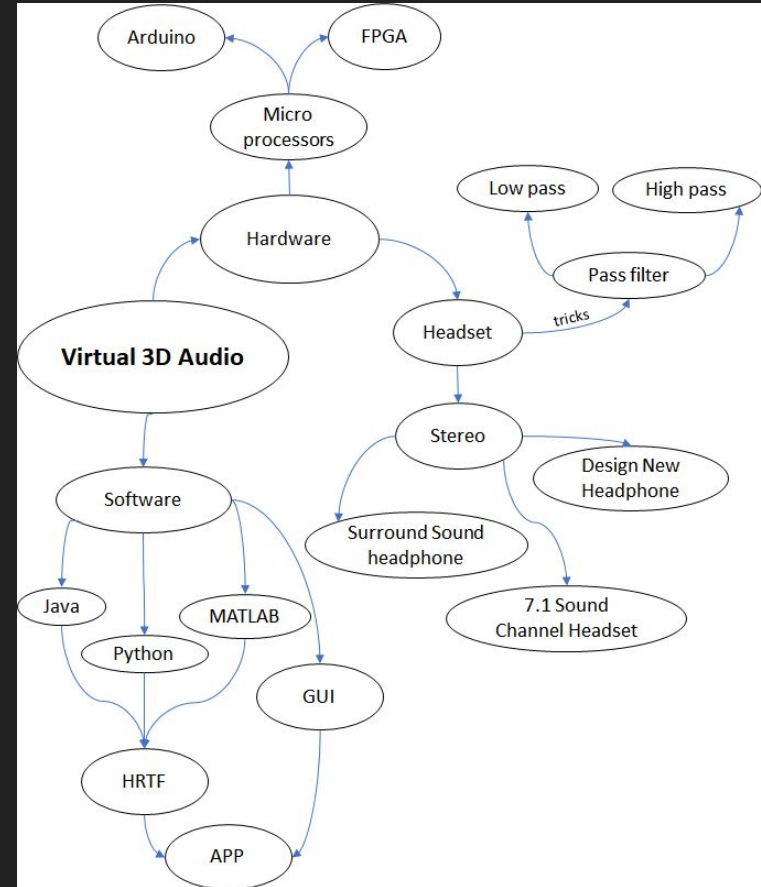 Arduino
FPGA
Micro
processors
Low pass
High pass
Hardware
Pass filter
tricks
Headset
Virtual 3D Audio
Stereo
Design New
Headphone
Software
Surround Sound
headphone
Java
MATLAB
7.1 Sound
Channel Headset
Python
GUI
HRTF
APP